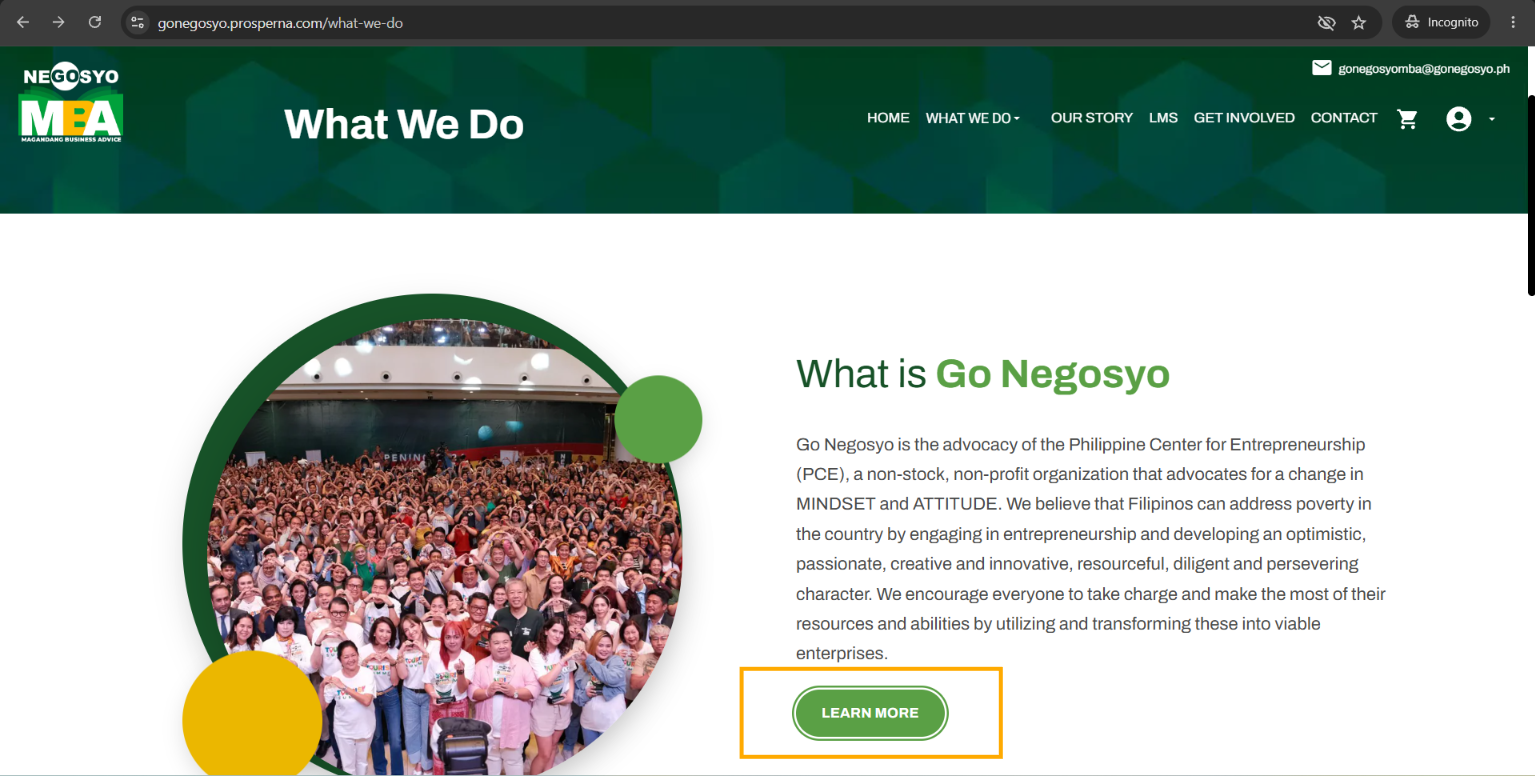 gonegosyo.prosperna.com/what-we-do
Incognito
NEGOSYO
MBA
MAGANDANG BUSINESS ADVICE
gonegosyomba@gonegosyo.ph
What We Do
HOME WHAT WE DO OUR STORY LMS GET INVOLVED CONTACT
What is Go Negosyo
Go Negosyo is the advocacy of the Philippine Center for Entrepreneurship
(PCE), a non-stock, non-profit organization that advocates for a change in
MINDSET and ATTITUDE. We believe that Filipinos can address poverty in
the country by engaging in entrepreneurship and developing an optimistic,
passionate, creative and innovative, resourceful, diligent and persevering
character. We encourage everyone to take charge and make the most of their
resources and abilities by utilizing and transforming these into viable
enterprises.
LEARN MORE